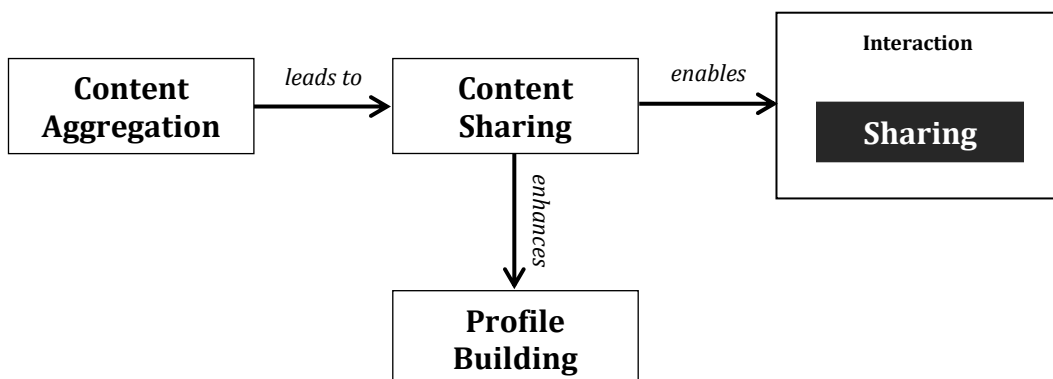 Content
Aggregation
leads to
Content
Sharing
enables
Interaction
Sharing
enhances
Profile
Building